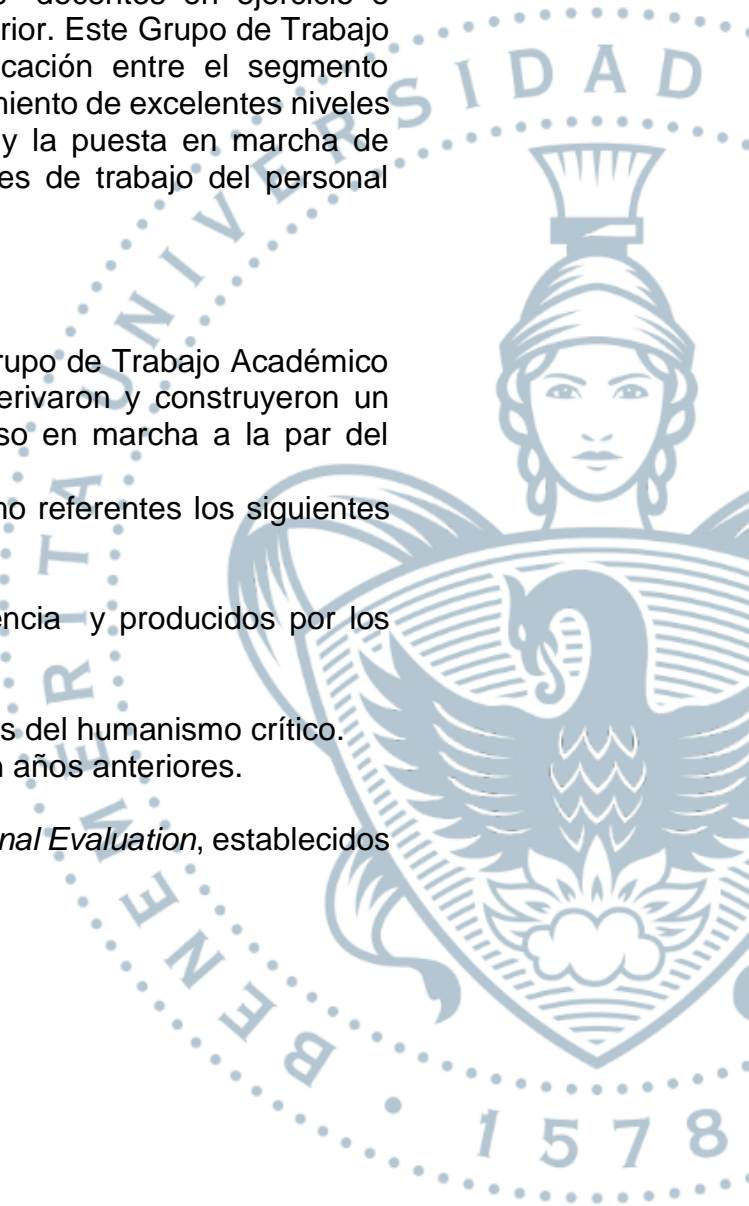 docentes en ejercicio o
rior. Este Grupo de Trabajo
cación entre el segmento
miento de excelentes niveles
y la puesta en marcha de
es de trabajo del personal
rupo de Trabajo Académico
erivaron y construyeron un
so en marcha a la par del
no referentes los siguientes
encia y producidos por los
s del humanismo crítico.
n años anteriores.
nal Evaluation, establecidos
BENEMERITA UNIVERSIDAD
1578